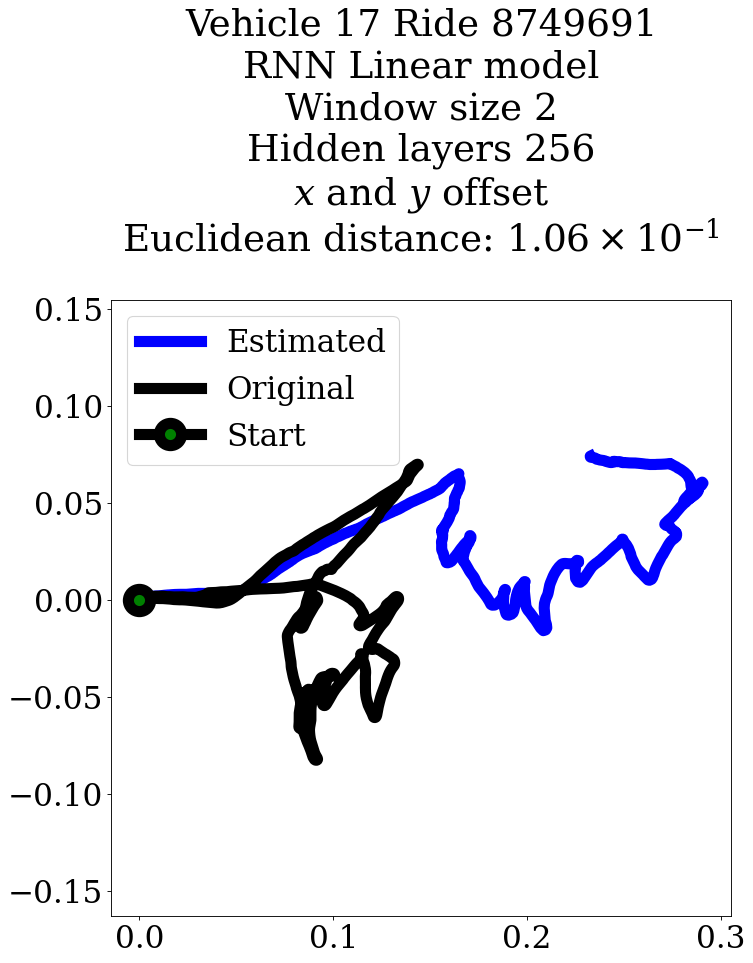 Vehicle 17 Ride 8749691
RNN Linear model
Window size 2
Hidden layers 256
x and y offset
Euclidean distance: 1.06 × 10⁻¹
Estimated
Original
Start
0.15
0.10
0.05
0.00
−0.05
−0.10
−0.15
0.0 0.1 0.2 0.3